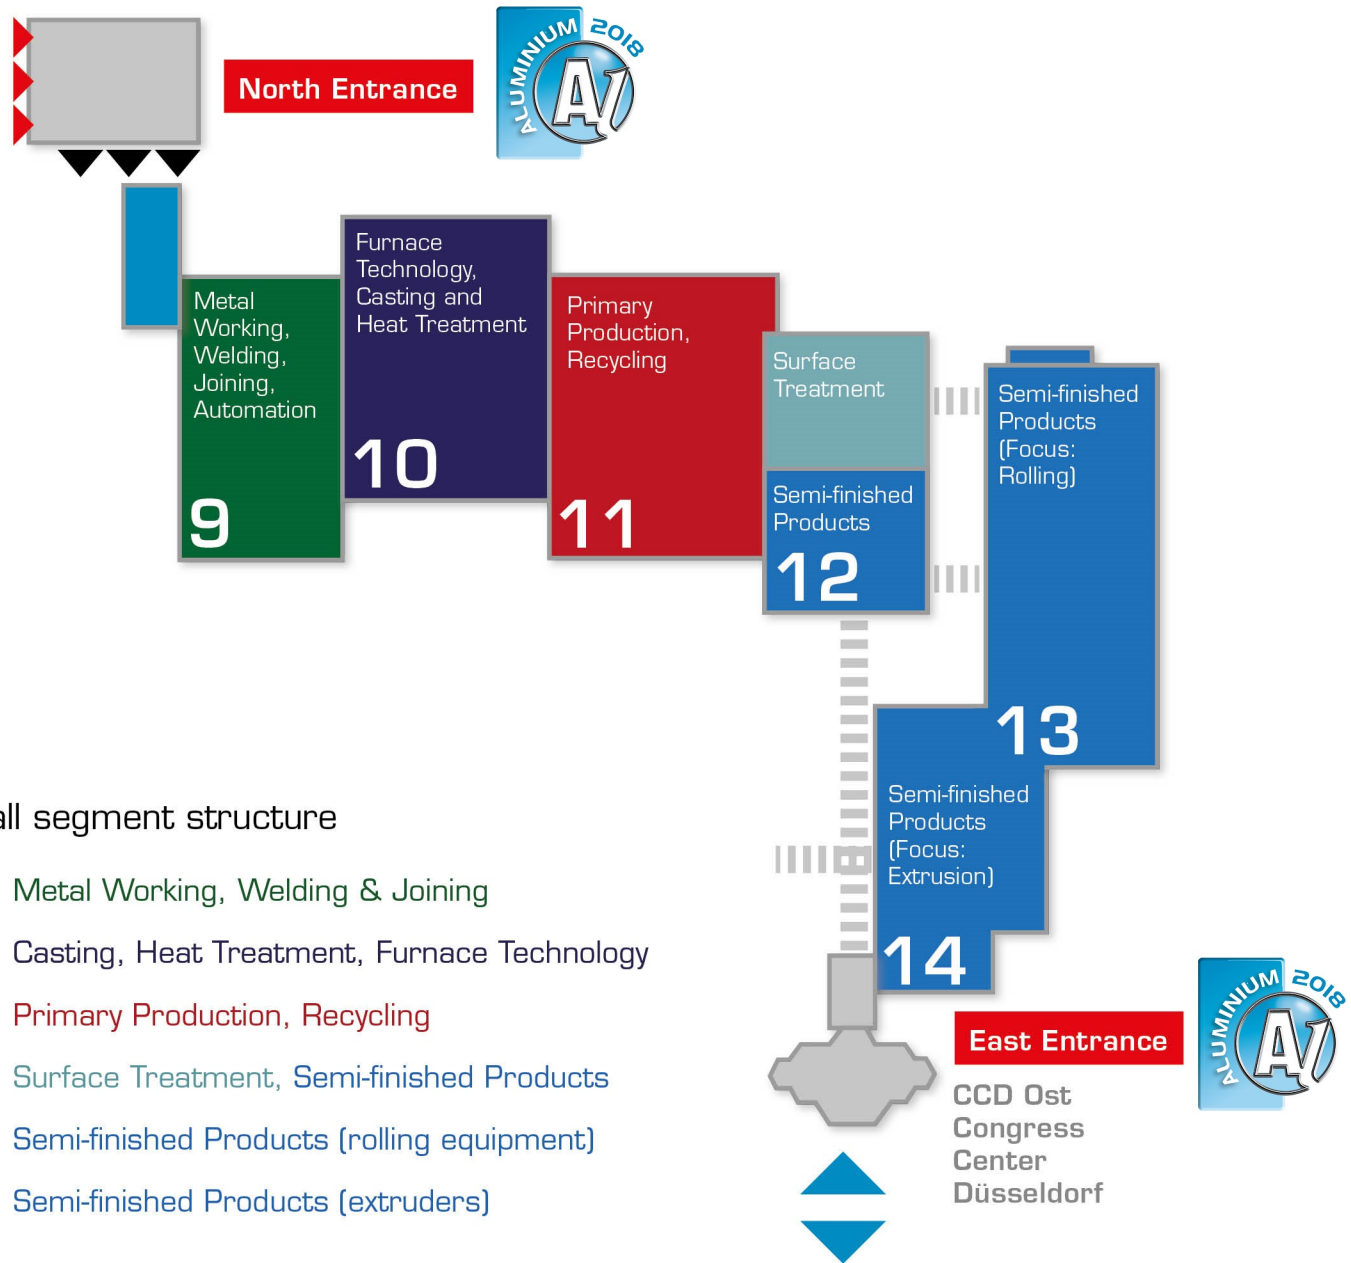 North Entrance
ALUMINIUM 2018
Al
Furnace
Technology,
Casting and
Heat Treatment
10
Metal
Working,
Welding,
Joining,
Automation
9
Primary
Production,
Recycling
11
Surface
Treatment
Semi-finished
Products
12
Semi-finished
Products
(Focus:
Rolling)
13
Semi-finished
Products
(Focus:
Extrusion)
14
all segment structure
Metal Working, Welding & Joining
Casting, Heat Treatment, Furnace Technology
Primary Production, Recycling
Surface Treatment, Semi-finished Products
Semi-finished Products (rolling equipment)
Semi-finished Products (extruders)
East Entrance
CCD Ost
Congress
Center
Düsseldorf
ALUMINIUM 2018
Al